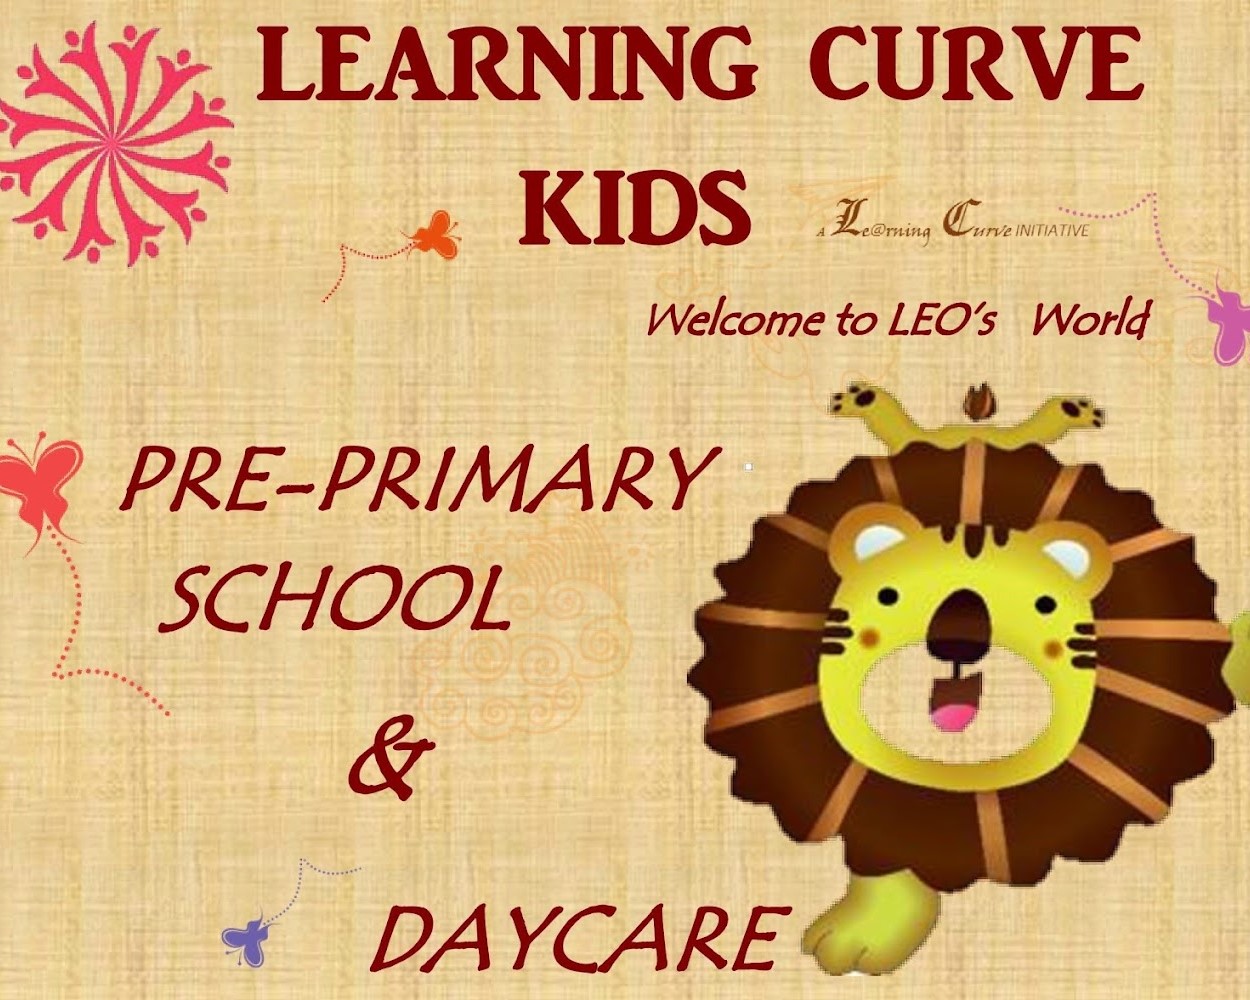 LEARNING CURVE
KIDS
A Le@rning Curve INITIATIVE
Welcome to LEO's World
PRE-PRIMARY
SCHOOL
&
DAYCARE